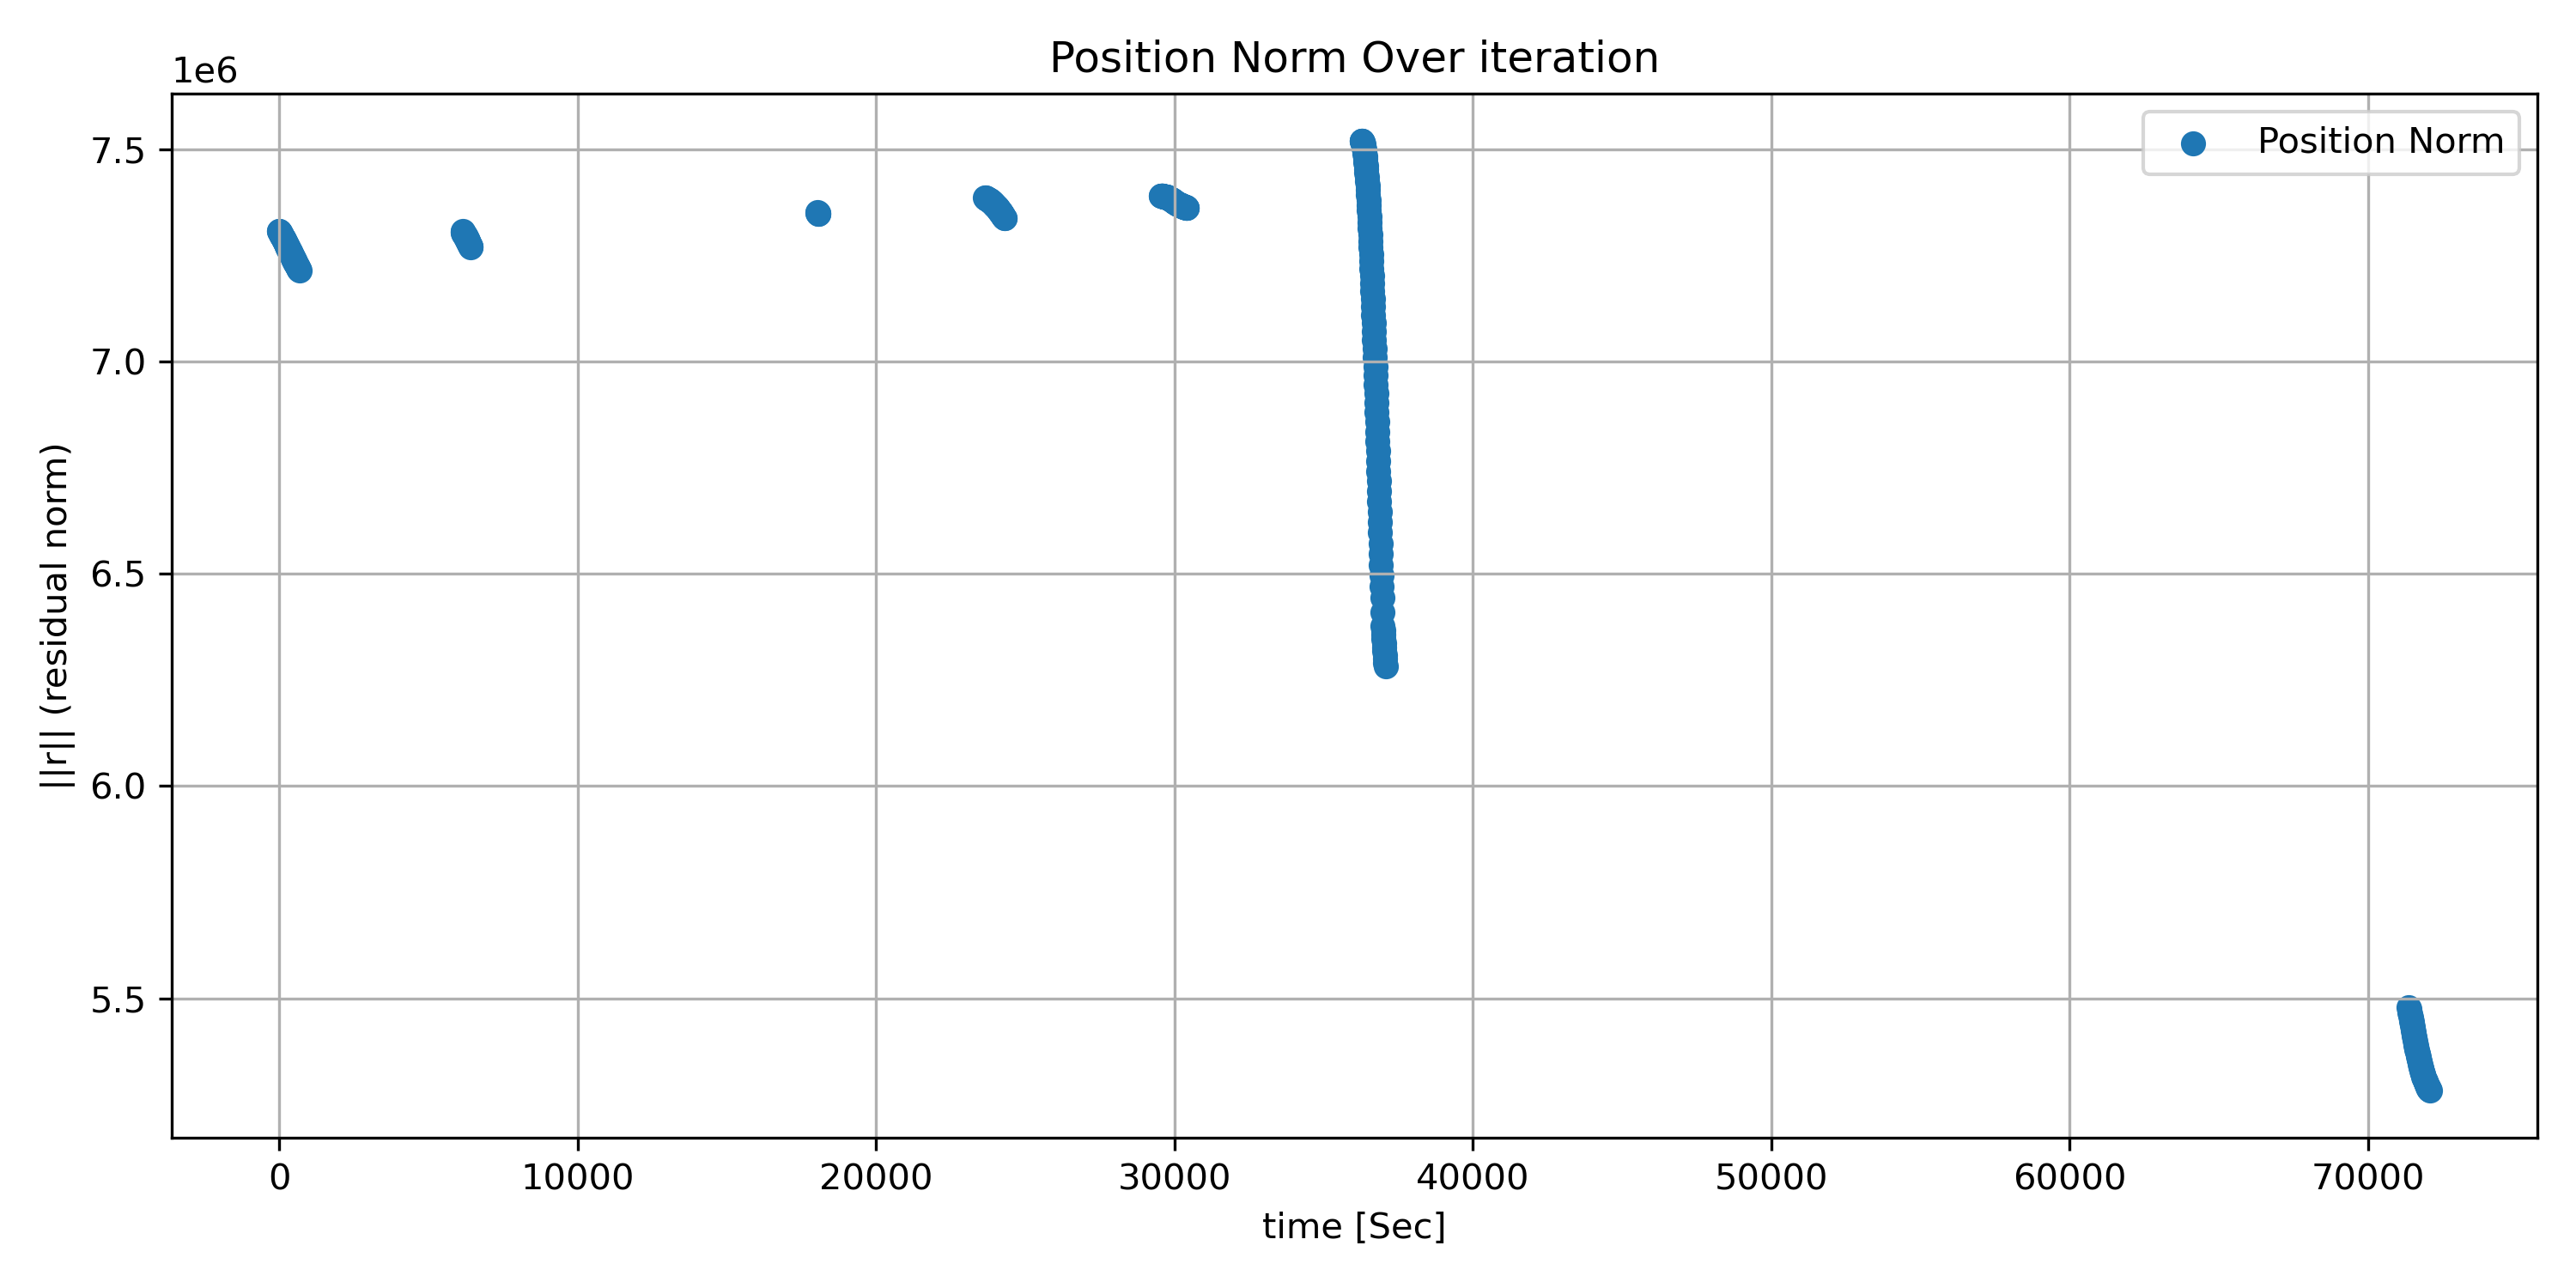 Position Norm Over iteration
1e6
Position Norm
7.5
7.0
6.5
6.0
5.5
||r|| (residual norm)
0 10000 20000 30000 40000 50000 60000 70000
time [Sec]